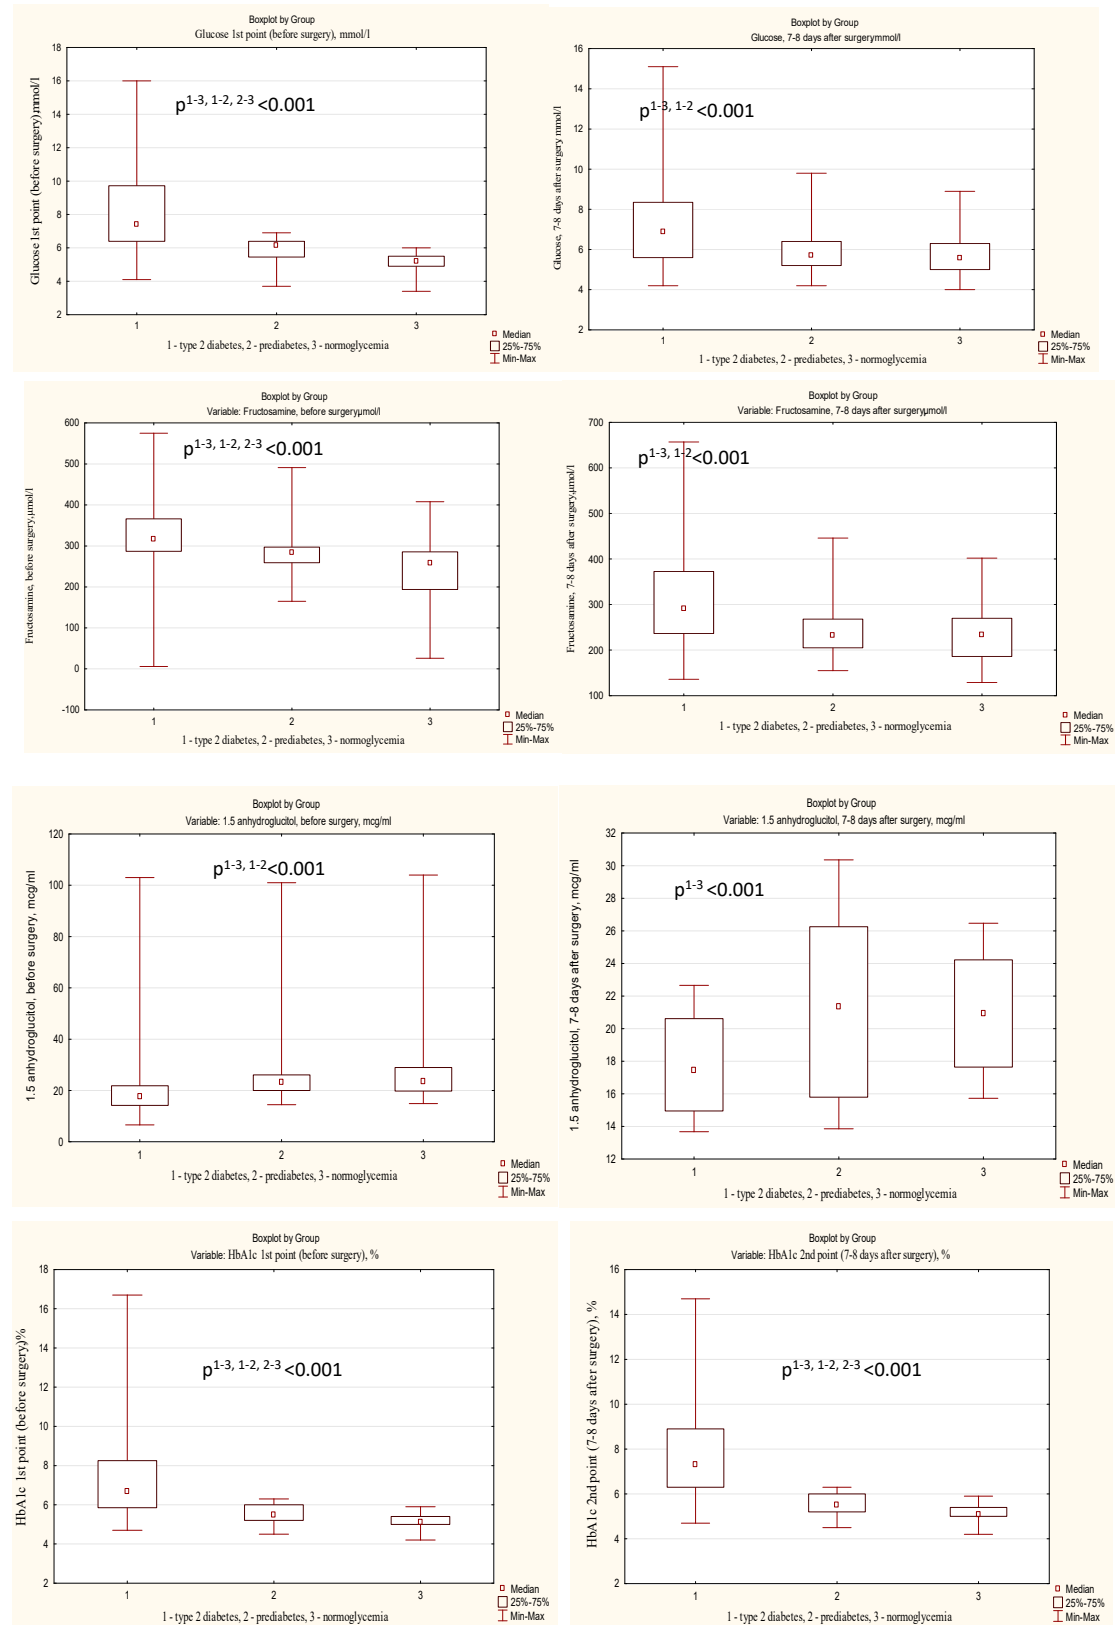 Boxplot by Group
Glucose 1st point (before surgery), mmol/l
Glucose 1st point (before surgery),mmol/l
18
16
14
12
10
8
6
4
2
p1-3, 1-2, 2-3 <0.001
1 2 3
1 - type 2 diabetes, 2 - prediabetes, 3 - normoglycemia
Median
25%-75%
Min-Max
Boxplot by Group
Glucose, 7-8 days after surgerymmol/l
Glucose, 7-8 days after surgery mmol/l
16
14
12
10
8
6
4
2
p1-3, 1-2 <0.001
1 2 3
1 - type 2 diabetes, 2 - prediabetes, 3 - normoglycemia
Median
25%-75%
Min-Max
Boxplot by Group
Variable: Fructosamine, before surgeryµmol/l
Fructosamine, before surgery,µmol/l
600
500
400
300
200
100
0
-100
p1-3, 1-2, 2-3 <0.001
1 2 3
1 - type 2 diabetes, 2 - prediabetes, 3 - normoglycemia
Median
25%-75%
Min-Max
Boxplot by Group
Variable: Fructosamine, 7-8 days after surgeryµmol/l
Fructosamine, 7-8 days after surgery,µmol/l
700
600
500
400
300
200
100
p1-3, 1-2<0.001
1 2 3
1 - type 2 diabetes, 2 - prediabetes, 3 - normoglycemia
Median
25%-75%
Min-Max
Boxplot by Group
Variable: 1.5 anhydroglucitol, before surgery, mcg/ml
1.5 anhydroglucitol, before surgery, mcg/ml
120
100
80
60
40
20
0
p1-3, 1-2<0.001
1 2 3
1 - type 2 diabetes, 2 - prediabetes, 3 - normoglycemia
Median
25%-75%
Min-Max
Boxplot by Group
Variable: 1.5 anhydroglucitol, 7-8 days after surgery, mcg/ml
1.5 anhydroglucitol, 7-8 days after surgery, mcg/ml
32
30
28
26
24
22
20
18
16
14
12
p1-3 <0.001
1 2 3
1 - type 2 diabetes, 2 - prediabetes, 3 - normoglycemia
Median
25%-75%
Min-Max
Boxplot by Group
Variable: HbA1c 1st point (before surgery), %
HbA1c 1st point (before surgery),%
18
16
14
12
10
8
6
4
2
p1-3, 1-2, 2-3 <0.001
1 2 3
1 - type 2 diabetes, 2 - prediabetes, 3 - normoglycemia
Median
25%-75%
Min-Max
Boxplot by Group
Variable: HbA1c 2nd point (7-8 days after surgery), %
HbA1c 2nd point (7-8 days after surgery), %
16
14
12
10
8
6
4
2
p1-3, 1-2, 2-3 <0.001
1 2 3
1 - type 2 diabetes, 2 - prediabetes, 3 - normoglycemia
Median
25%-75%
Min-Max